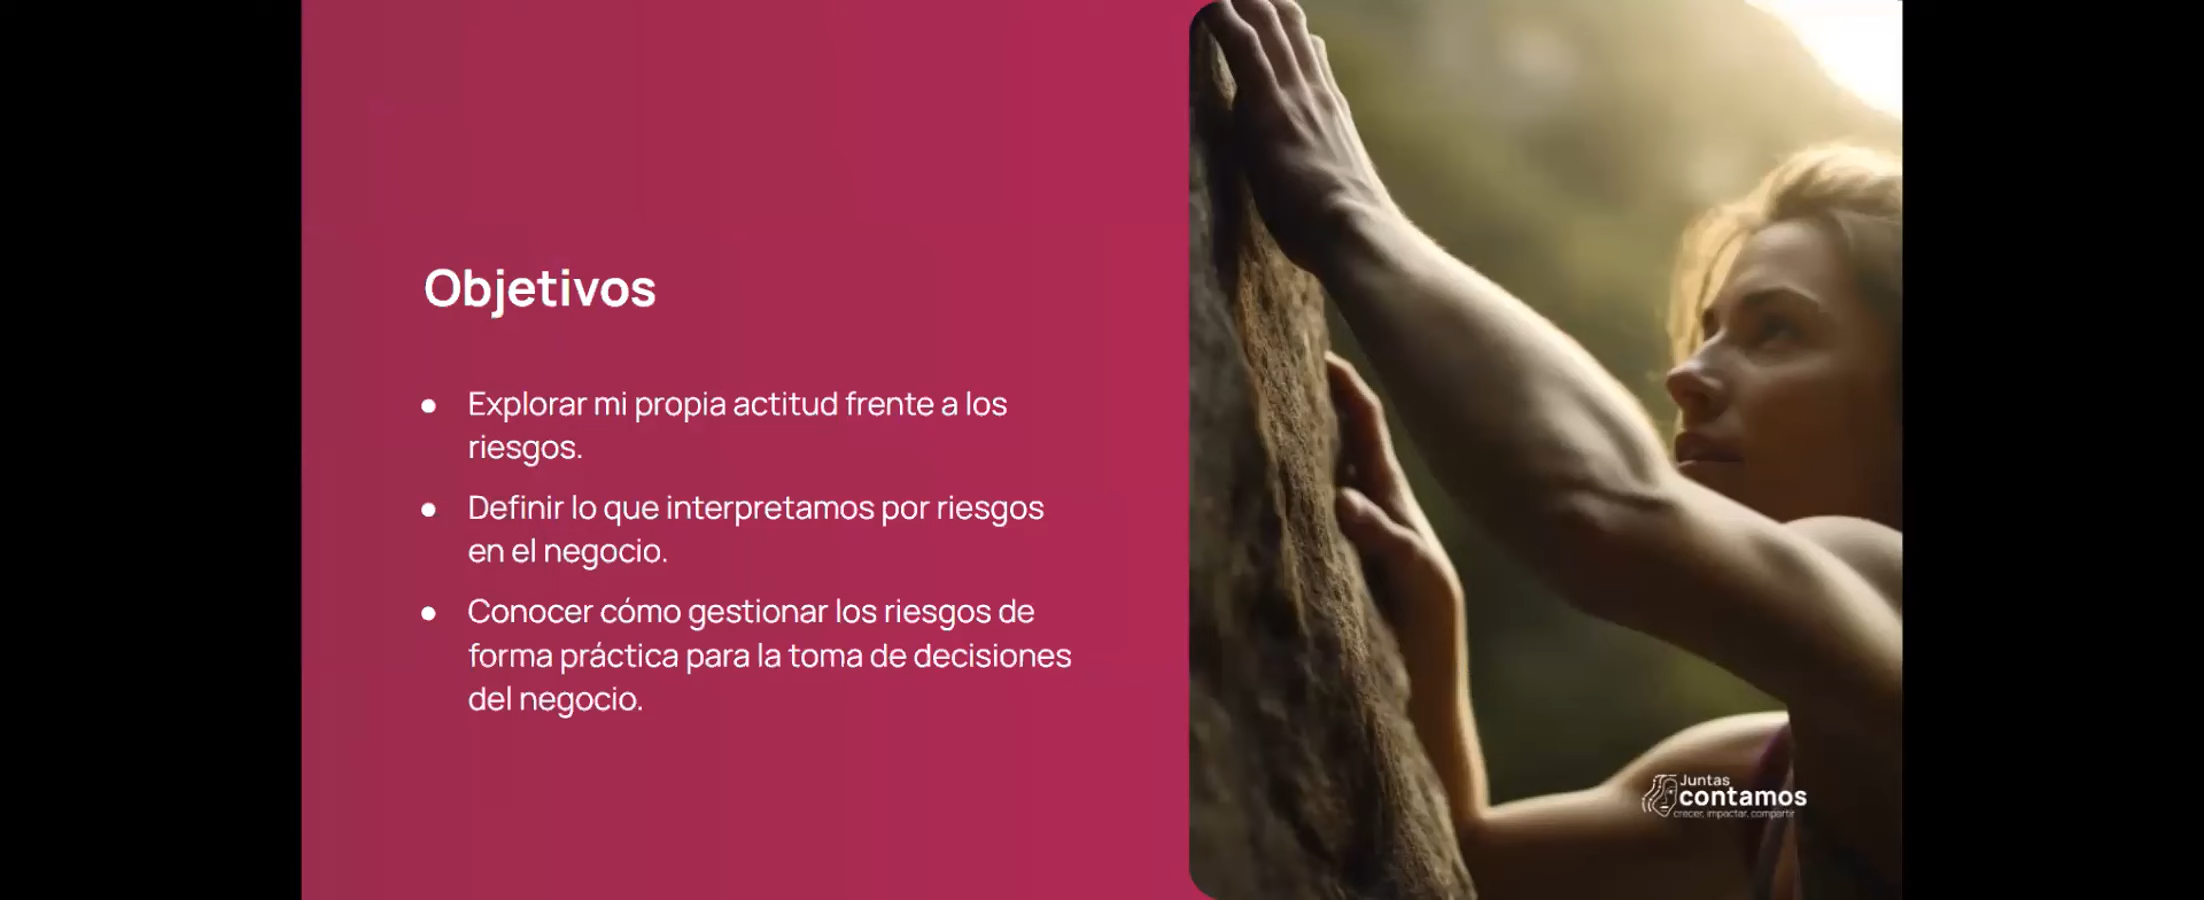 Objetivos
● Explorar mi propia actitud frente a los
riesgos.
● Definir lo que interpretamos por riesgos
en el negocio.
● Conocer cómo gestionar los riesgos de
forma práctica para la toma de decisiones
del negocio.
Juntas
contamos
crecer, impactar, compartir